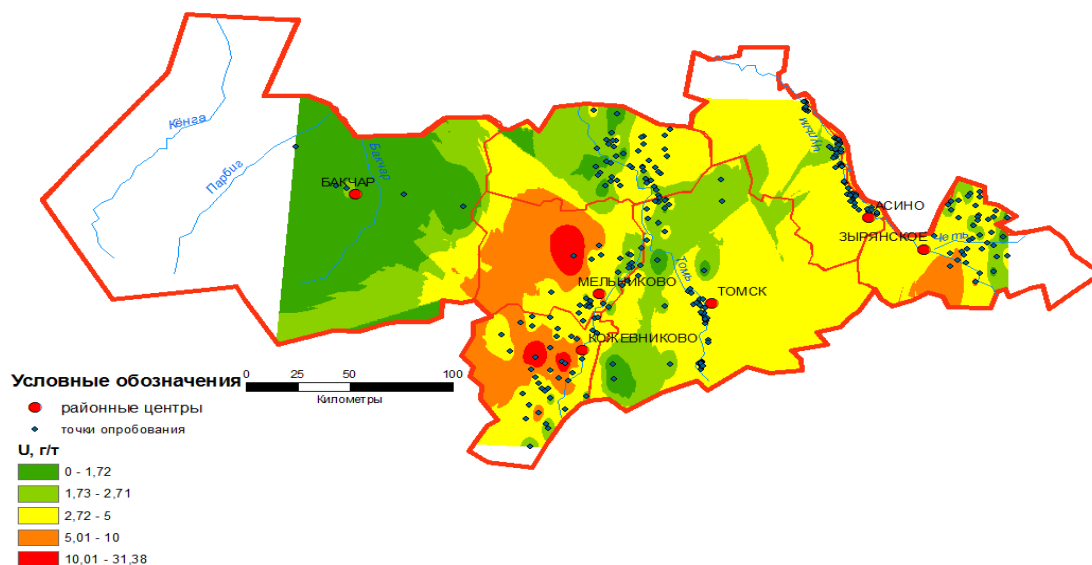 Кёнга
Парбиг
Бакчар
БАКЧАР
Чулым
АСИНО
ЗЫРЯНСКОЕ
Четь
Томь
МЕЛЬНИКОВО
ТОМСК
КОЖЕВНИКОВО
Условные обозначения
0 25 50 100
Километры
районные центры
точки опробования
U, г/т
0 - 1,72
1,73 - 2,71
2,72 - 5
5,01 - 10
10,01 - 31,38